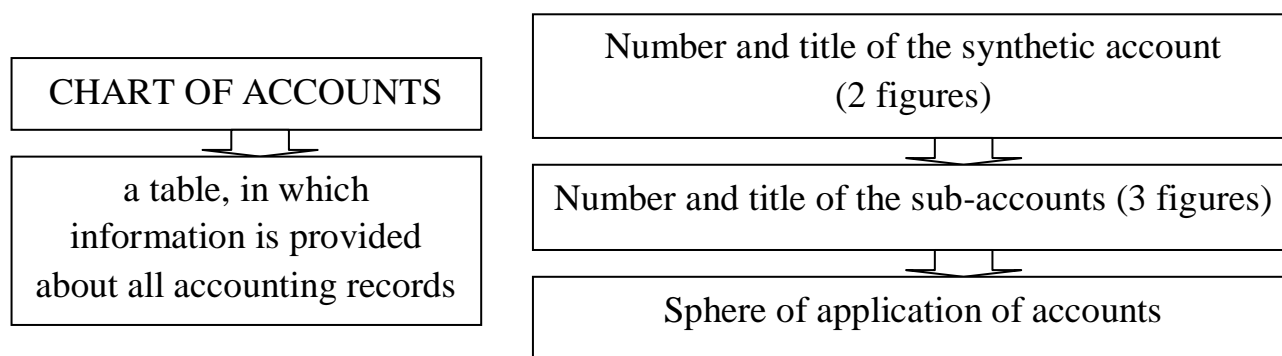 CHART OF ACCOUNTS
a table, in which
information is provided
about all accounting records
Number and title of the synthetic account
(2 figures)
Number and title of the sub-accounts (3 figures)
Sphere of application of accounts